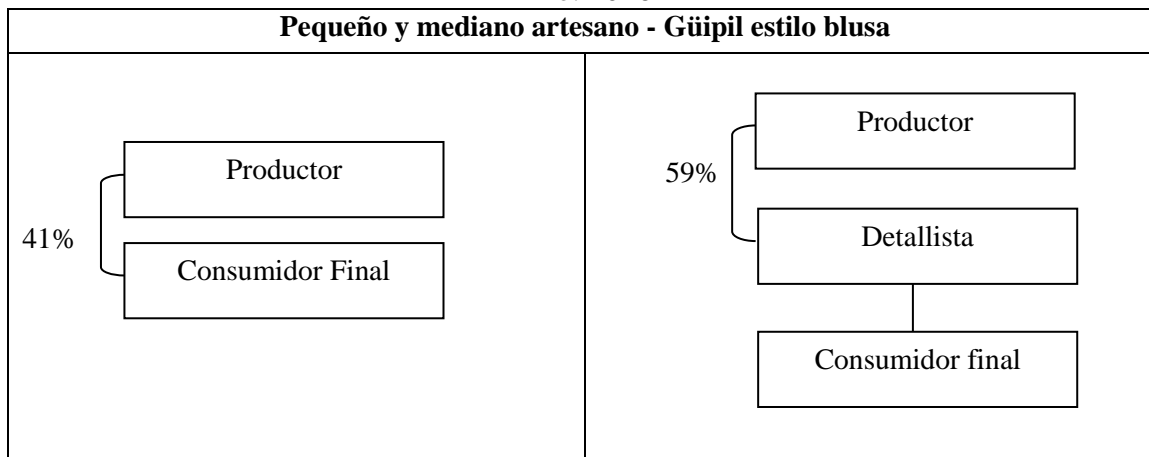 Pequeño y mediano artesano - Güipil estilo blusa
Productor
41%
Consumidor Final
Productor
59%
Detallista
Consumidor final